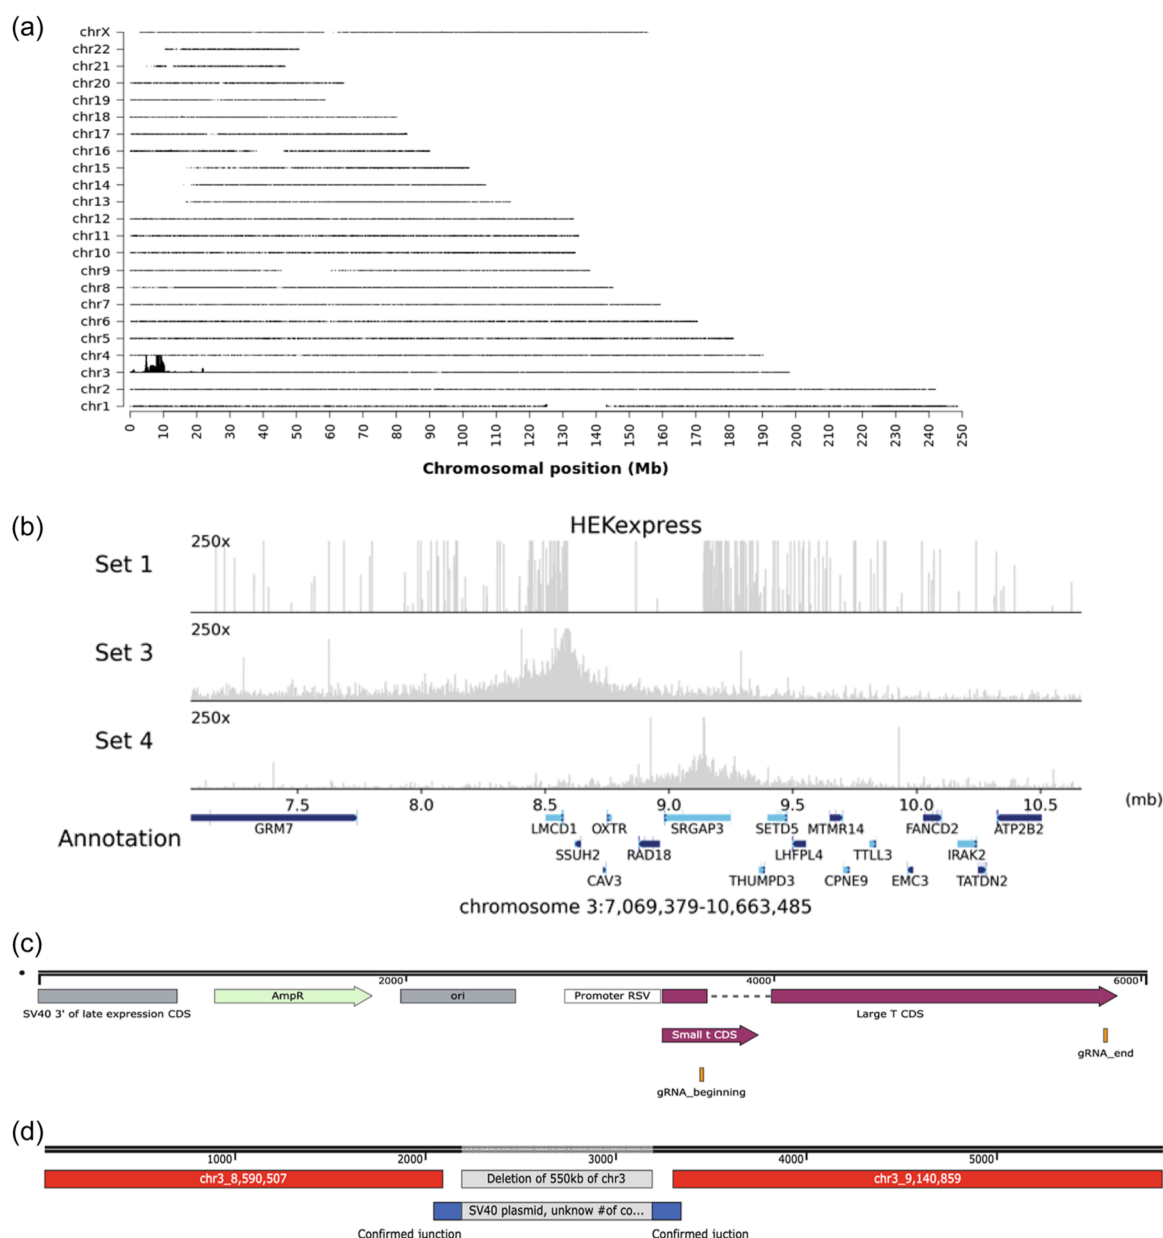 (a)
chrX
chr22
chr21
chr20
chr19
chr18
chr17
chr16
chr15
chr14
chr13
chr12
chr11
chr10
chr9
chr8
chr7
chr6
chr5
chr4
chr3
chr2
chr1
0 10 20 30 40 50 60 70 80 90 100 110 120 130 140 150 160 170 180 190 200 210 220 230 240 250
Chromosomal position (Mb)
(b)
HEKexpress
Set 1 250x
Set 3 250x
Set 4 250x
7.5 8.0 8.5 9.0 9.5 10.0 10.5 (mb)
Annotation
GRM7 LMCD1 OXTR SRGAP3 SETD5 MTMR14 FANCD2 ATP2B2
SSUH2 RAD18 LHFPL4 TTLL3 IRAK2
CAV3 THUMPD3 CPNE9 EMC3 TATDN2
chromosome 3:7,069,379-10,663,485
(c)
2000 4000 6000
AmpR ori Promoter RSV
SV40 3' of late expression CDS Large T CDS
Small t CDS
gRNA_end
gRNA_beginning
(d)
1000 2000 3000 4000 5000
chr3_8,590,507 Deletion of 550kb of chr3 chr3_9,140,859
SV40 plasmid, unknow #of co...
Confirmed junction Confirmed juction